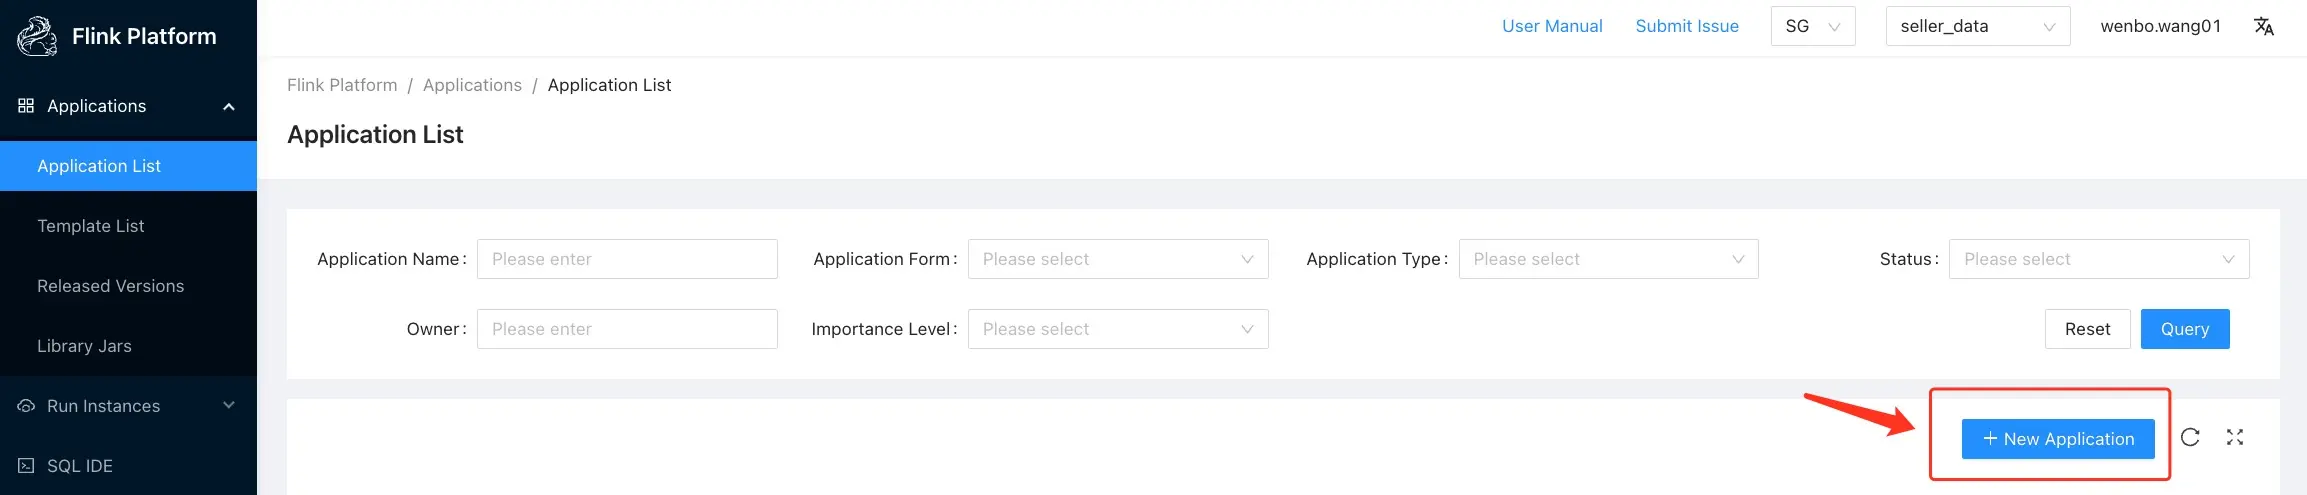 Flink Platform
User Manual Submit Issue SG seller_data wenbo.wang01
Applications
Application List
Template List
Released Versions
Library Jars
Run Instances
SQL IDE
Flink Platform / Applications / Application List
Application List
Application Name: Please enter Application Form: Please select Application Type: Please select Status: Please select
Owner: Please enter Importance Level: Please select Reset Query
+ New Application